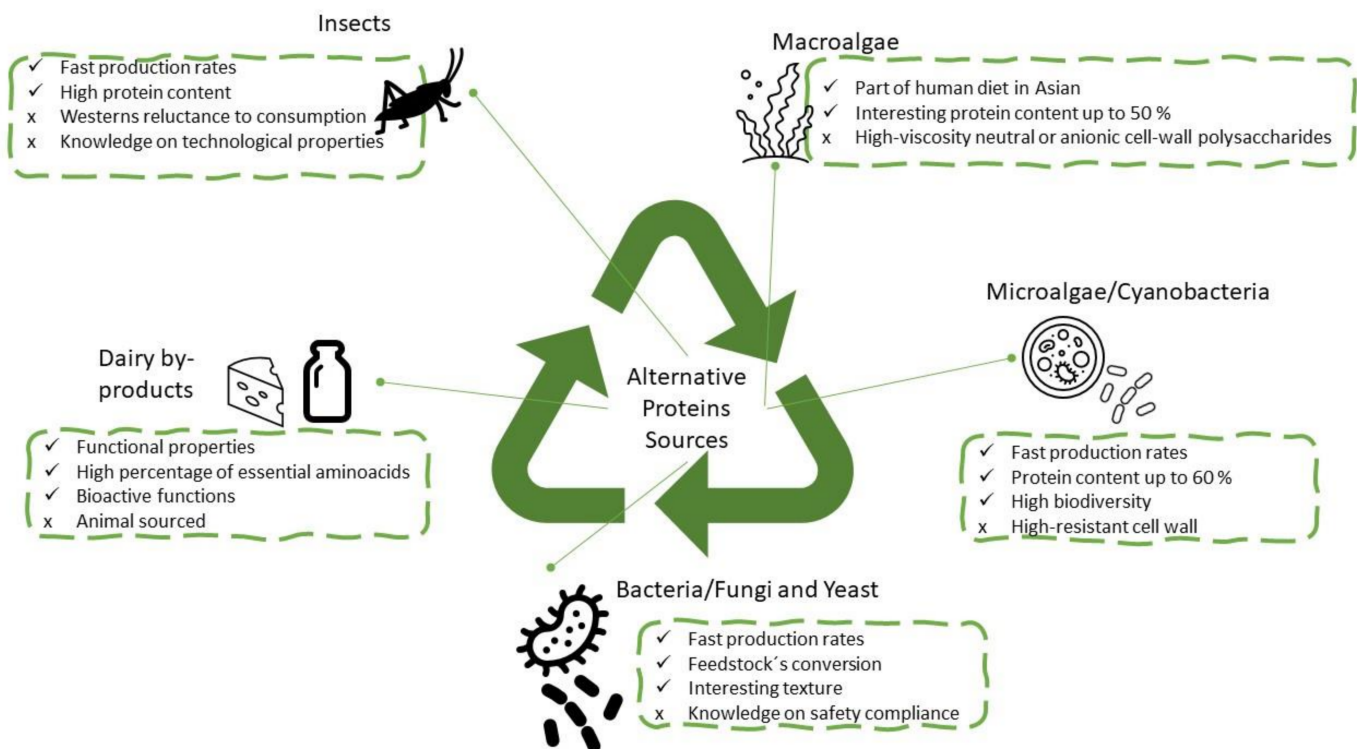 Insects
✓ Fast production rates
✓ High protein content
x Westerns reluctance to consumption
x Knowledge on technological properties
Macroalgae
✓ Part of human diet in Asian
✓ Interesting protein content up to 50 %
x High-viscosity neutral or anionic cell-wall polysaccharides
Microalgae/Cyanobacteria
✓ Fast production rates
✓ Protein content up to 60 %
✓ High biodiversity
x High-resistant cell wall
Dairy by-
products
✓ Functional properties
✓ High percentage of essential aminoacids
✓ Bioactive functions
x Animal sourced
Alternative
Proteins
Sources
Bacteria/Fungi and Yeast
✓ Fast production rates
✓ Feedstock´s conversion
✓ Interesting texture
x Knowledge on safety compliance